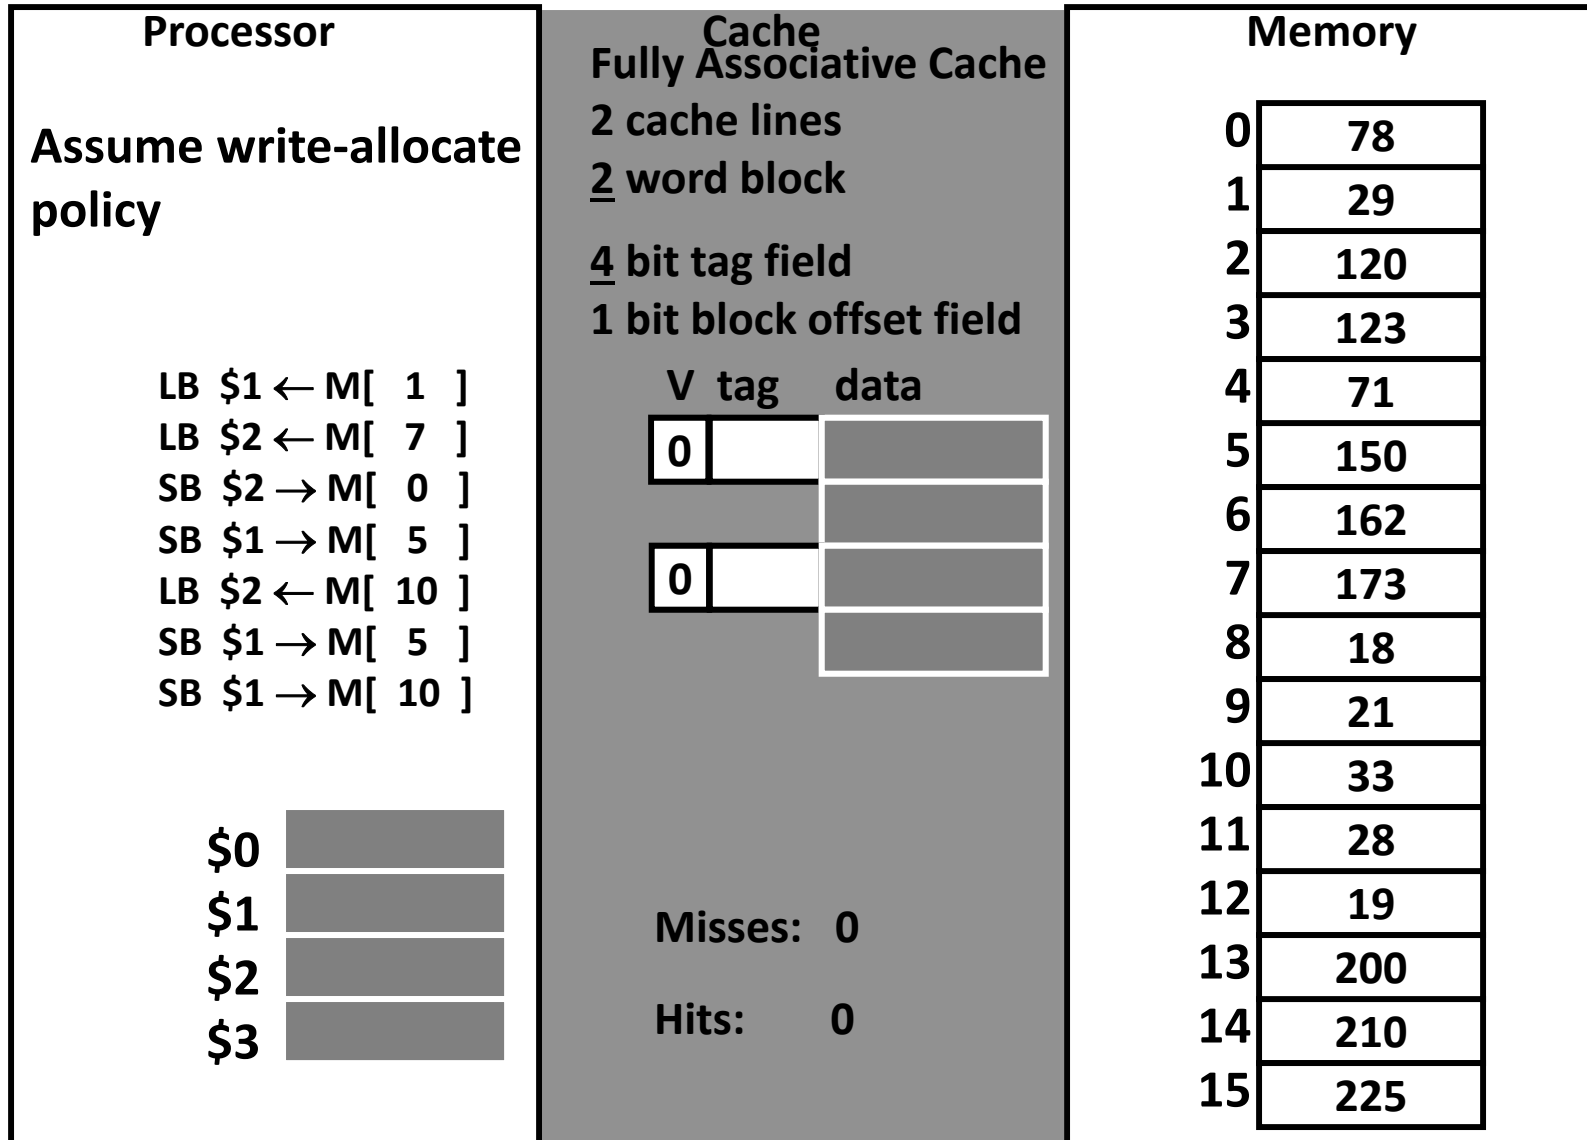 Processor
Assume write-allocate
policy
LB $1 ← M[ 1 ]
LB $2 ← M[ 7 ]
SB $2 → M[ 0 ]
SB $1 → M[ 5 ]
LB $2 ← M[ 10 ]
SB $1 → M[ 5 ]
SB $1 → M[ 10 ]
$0
$1
$2
$3
Cache
Fully Associative Cache
2 cache lines
2 word block
4 bit tag field
1 bit block offset field
V tag data
0
0
Misses: 0
Hits: 0
Memory
0 78
1 29
2 120
3 123
4 71
5 150
6 162
7 173
8 18
9 21
10 33
11 28
12 19
13 200
14 210
15 225